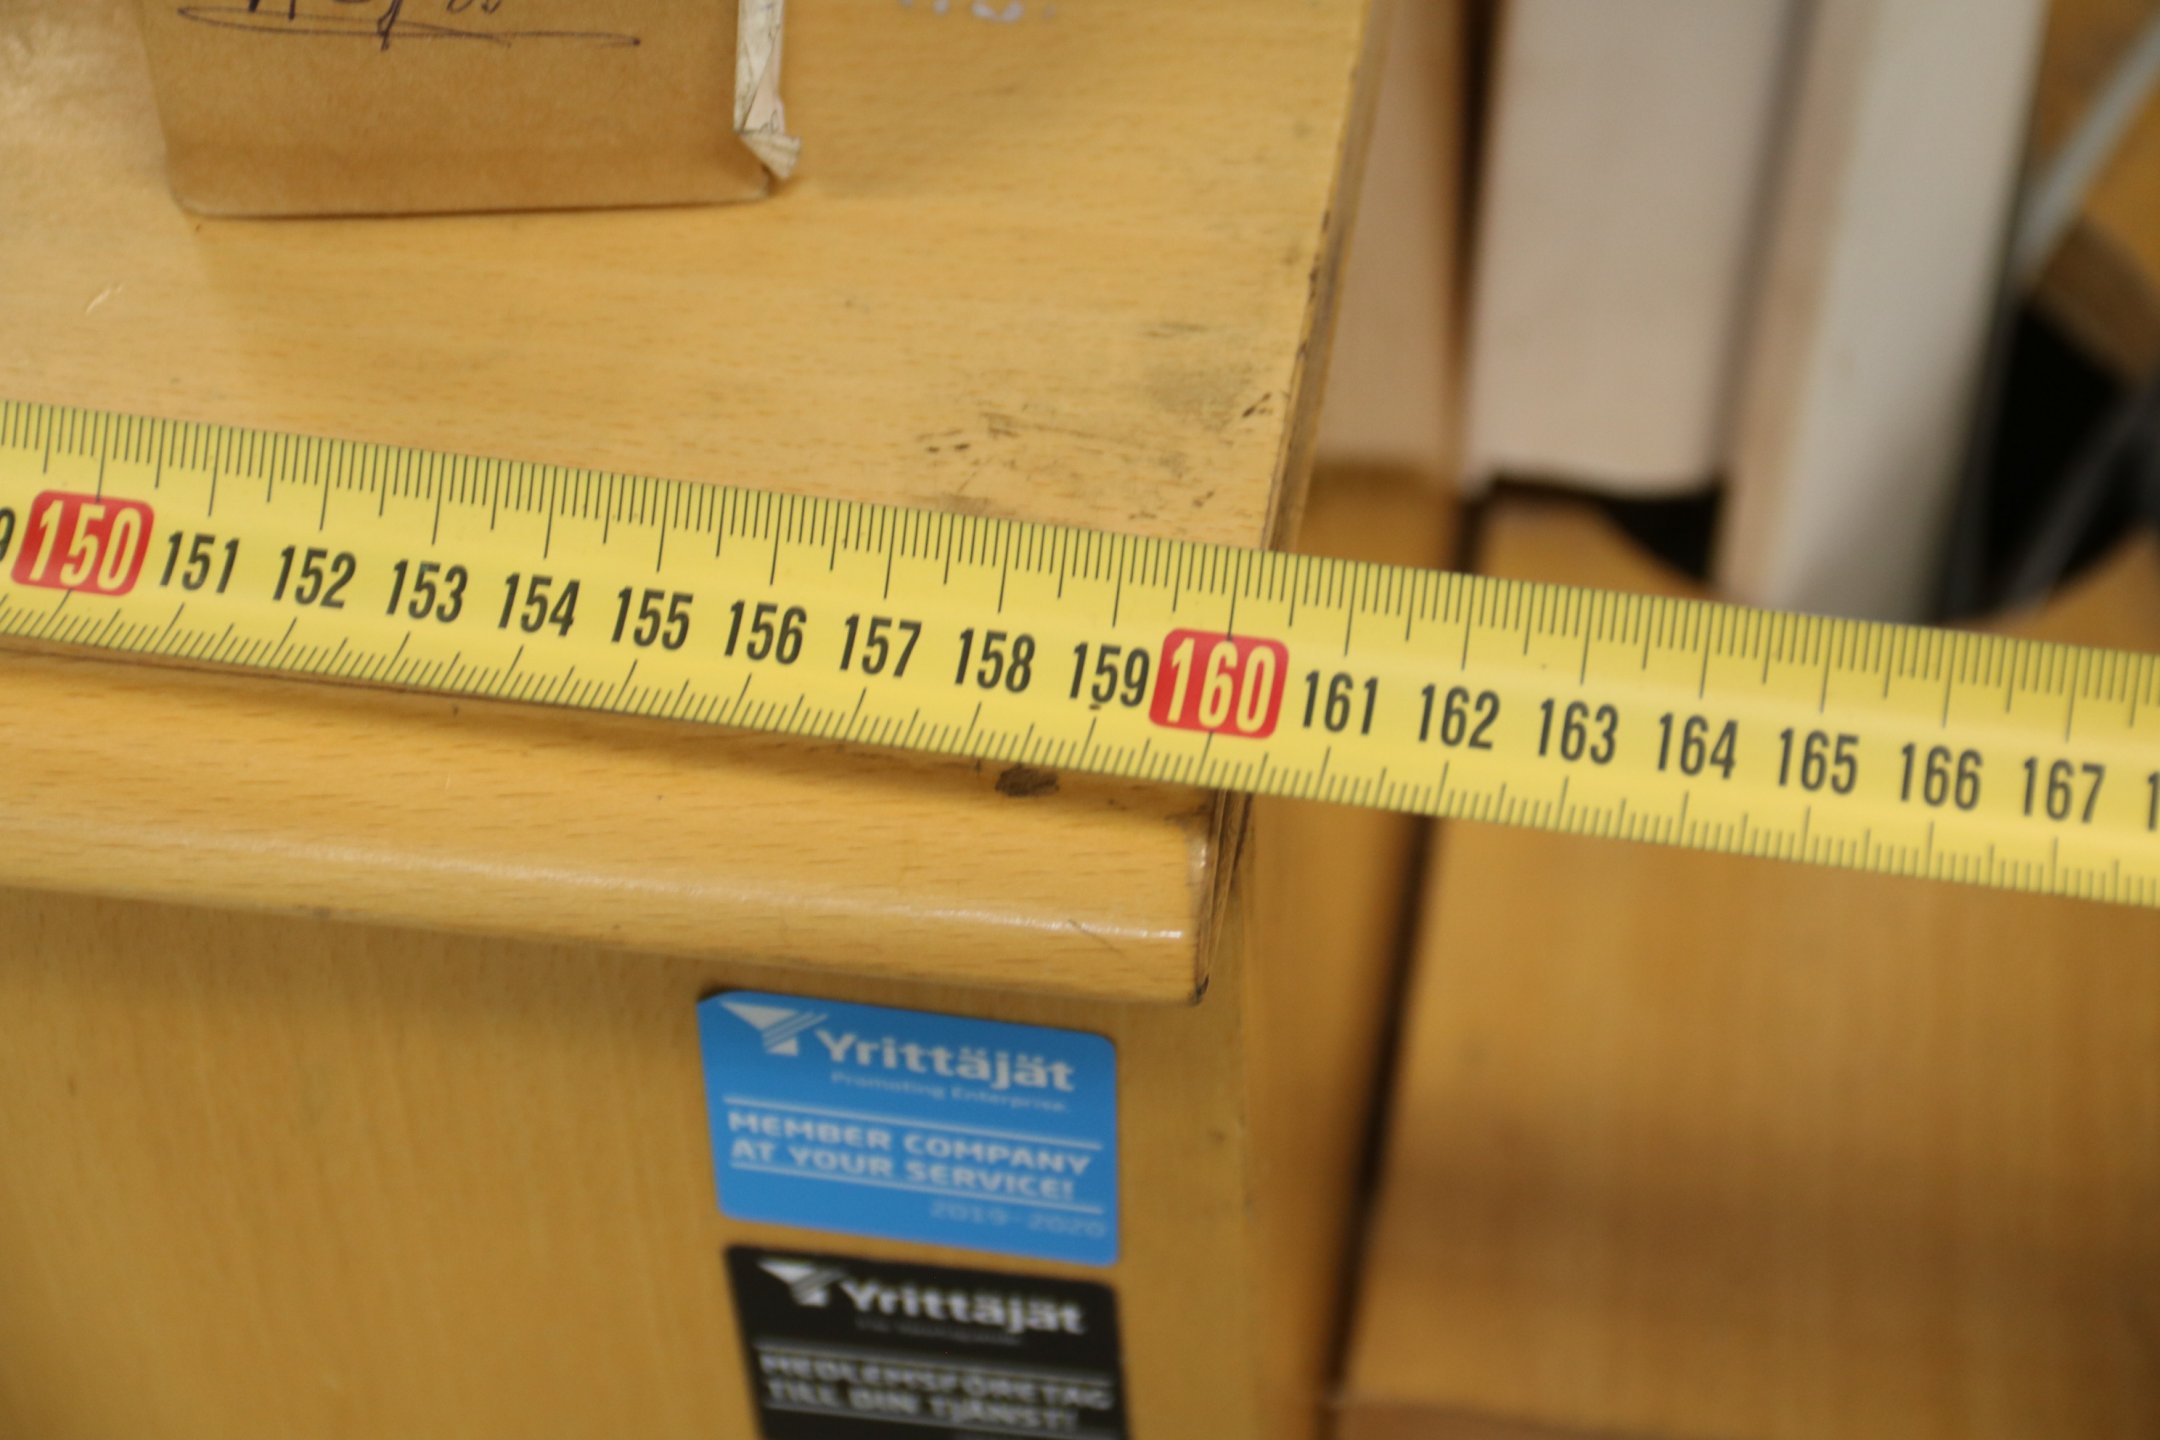 150 151 152 153 154 155 156 157 158 159 160 161 162 163 164 165 166 167
Yrittäjät
Promoting Enterprise.
MEMBER COMPANY
AT YOUR SERVICE!
2019-2020
Yrittäjät
MEDLEMSFÖRETAG
TILL DIN TJÄNST!